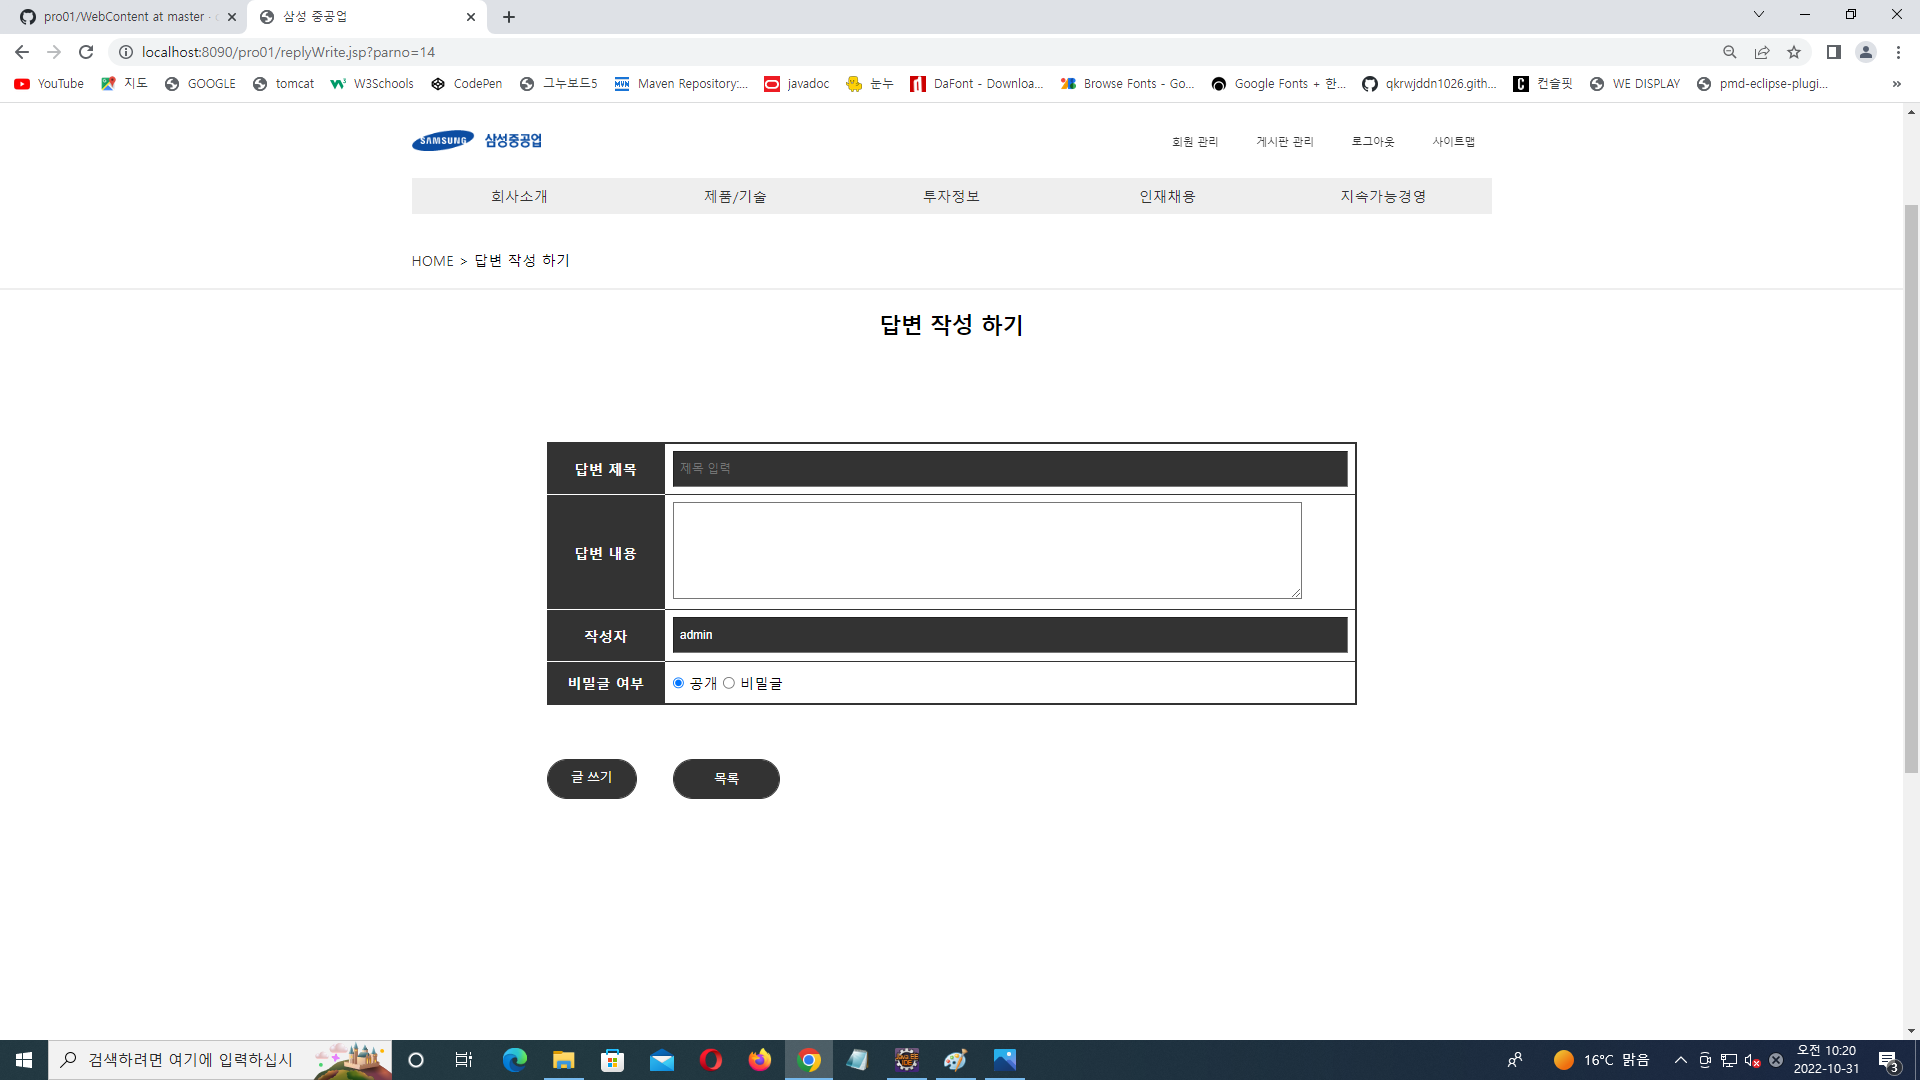 pro01/WebContent at master ·
삼성 중공업
localhost:8090/pro01/replyWrite.jsp?parno=14
YouTube
지도
GOOGLE
tomcat
W3Schools
CodePen
그누보드5
Maven Repository:...
javadoc
눈누
DaFont - Downloa...
Browse Fonts - Go...
Google Fonts + 한...
qkrwjddn1026.gith...
컨슬핏
WE DISPLAY
pmd-eclipse-plugi...
»
SAMSUNG 삼성중공업
회원 관리
게시판 관리
로그아웃
사이트맵
회사소개
제품/기술
투자정보
인재채용
지속가능경영
HOME > 답변 작성 하기
답변 작성 하기
답변 제목
제목 입력
답변 내용
작성자
admin
비밀글 여부
공개 비밀글
글 쓰기
목록
검색하려면 여기에 입력하십시
16°C 맑음
오전 10:20
2022-10-31
3